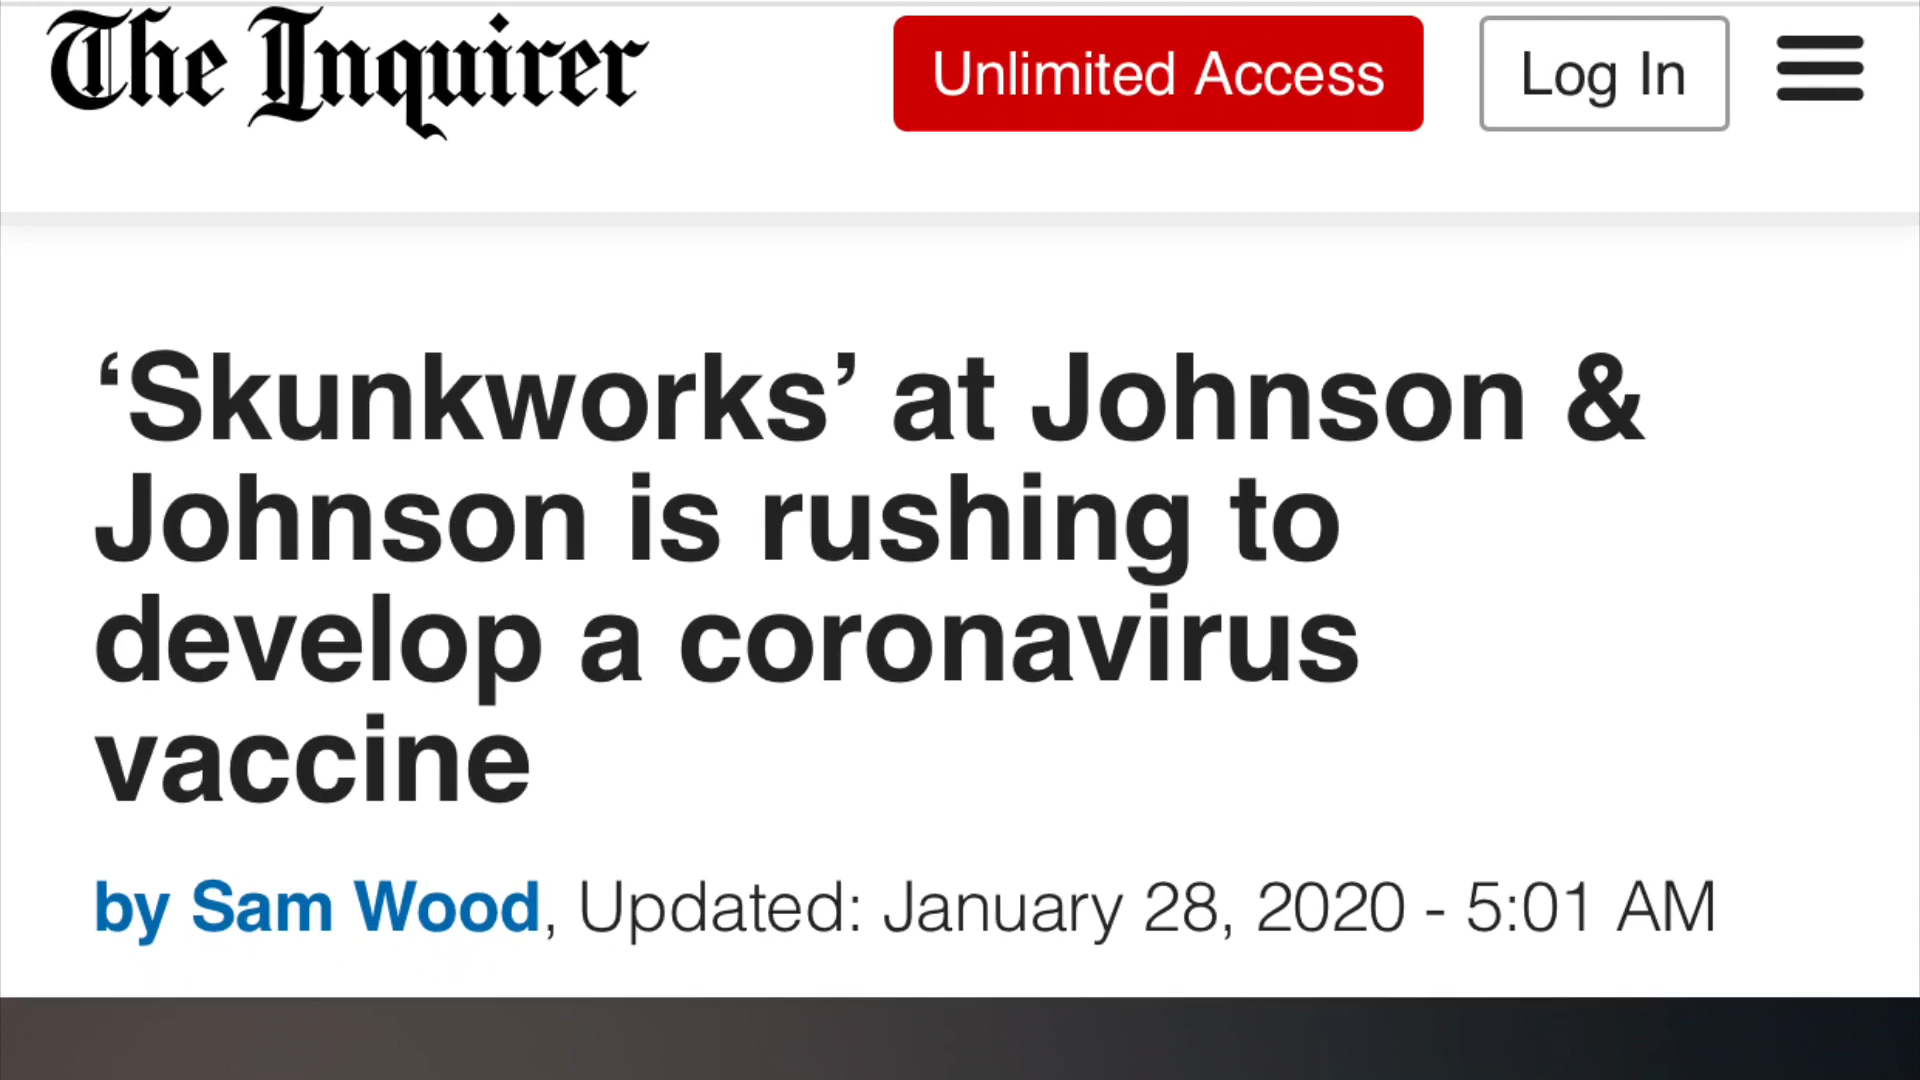 The Inquirer
Unlimited Access
Log In
‘Skunkworks’ at Johnson &
Johnson is rushing to
develop a coronavirus
vaccine
by Sam Wood, Updated: January 28, 2020 - 5:01 AM